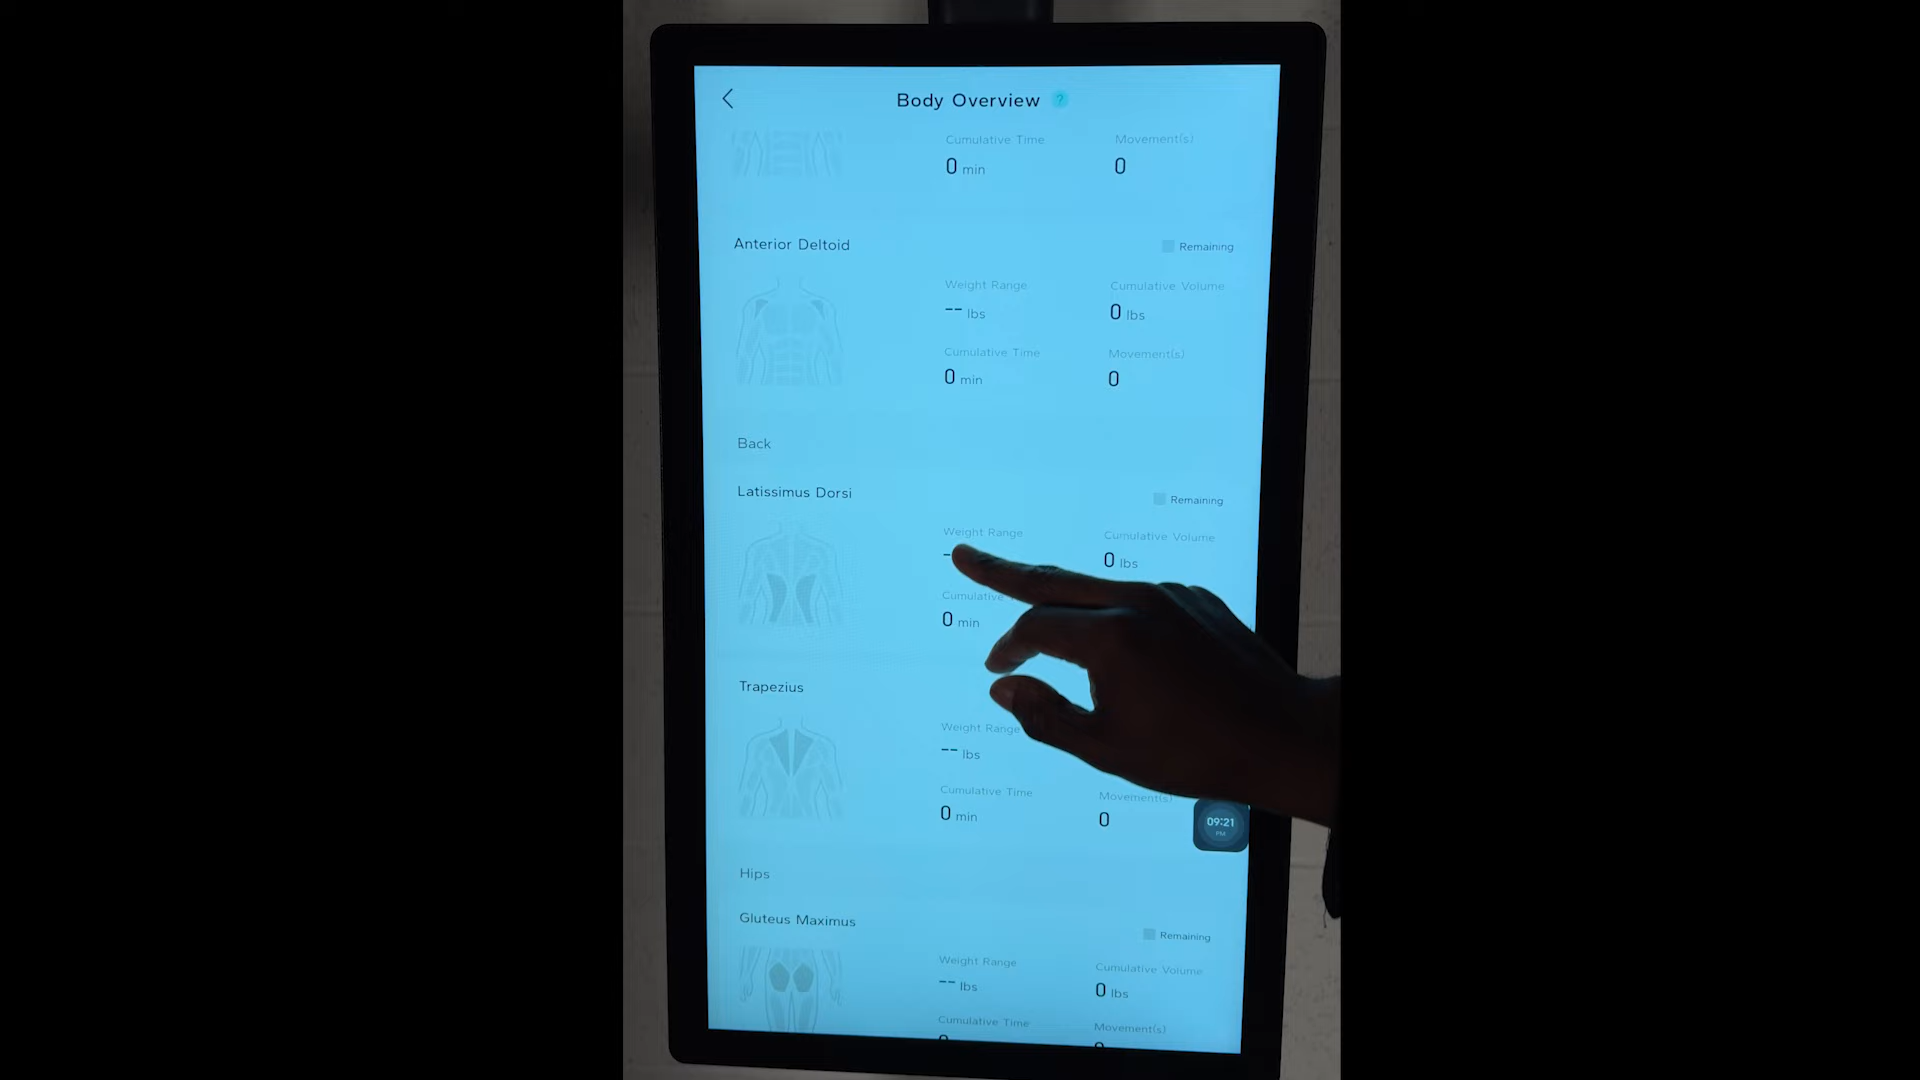 Body Overview ?
Cumulative Time Movement(s)
0 min 0
Anterior Deltoid Remaining
Weight Range Cumulative Volume
-- lbs 0 lbs
Cumulative Time Movement(s)
0 min 0
Back
Latissimus Dorsi Remaining
Weight Range Cumulative Volume
- 0 lbs
Cumulative
0 min
Trapezius
Weight Range
-- lbs
Cumulative Time Movement(s)
0 min 0
09:21
PM
Hips
Gluteus Maximus Remaining
Weight Range Cumulative Volume
-- lbs 0 lbs
Cumulative Time Movement(s)